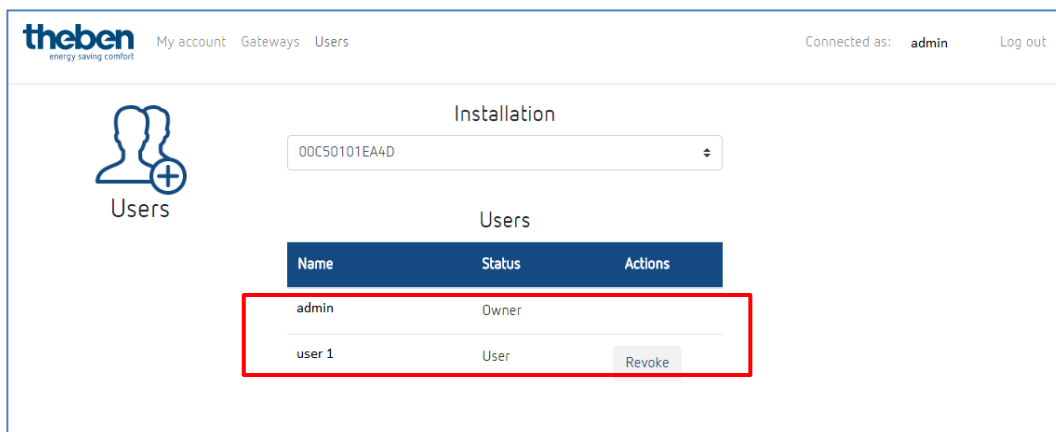 theben
energy saving comfort
My account Gateways Users
Connected as: admin Log out
Users
Installation
00C50101EA4D
Users
Name Status Actions
admin Owner
user 1 User Revoke